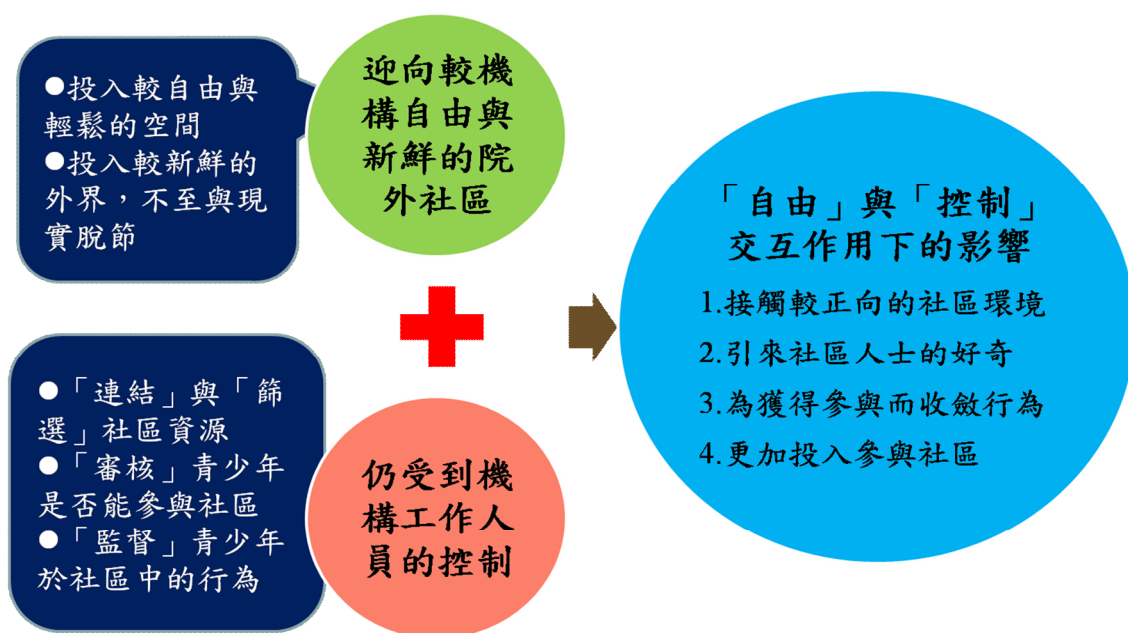 ●投入較自由與
輕鬆的空間
●投入較新鮮的
外界，不至與現
實脫節
迎向較機
構自由與
新鮮的院
外社區
●「連結」與「篩
選」社區資源
●「審核」青少年
是否能參與社區
●「監督」青少年
於社區中的行為
仍受到機
構工作人
員的控制
「自由」與「控制」
交互作用下的影響
1.接觸較正向的社區環境
2.引來社區人士的好奇
3.為獲得參與而收斂行為
4.更加投入參與社區